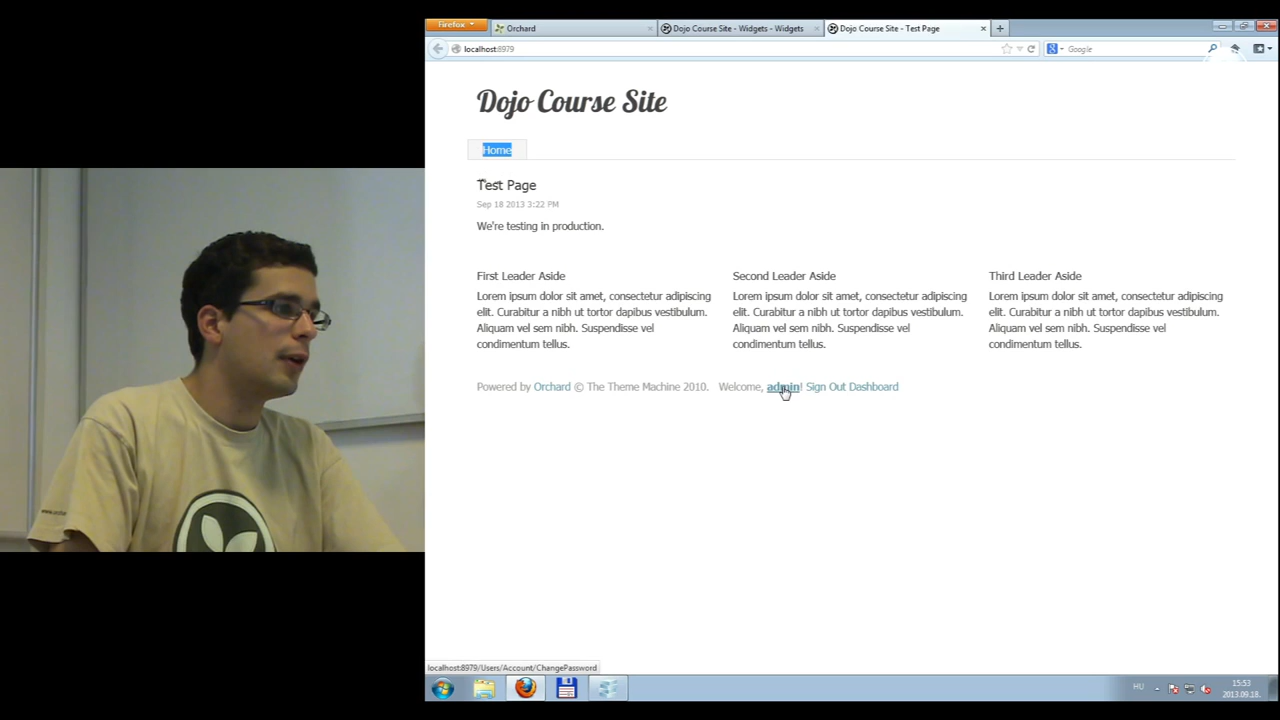 Firefox
Orchard
Dojo Course Site - Widgets - Widgets
Dojo Course Site - Test Page
localhost:8979
Google
Dojo Course Site
Home
Test Page
Sep 18 2013 3:22 PM
We're testing in production.
First Leader Aside
Lorem ipsum dolor sit amet, consectetur adipiscing
elit. Curabitur a nibh ut tortor dapibus vestibulum.
Aliquam vel sem nibh. Suspendisse vel
condimentum tellus.
Second Leader Aside
Lorem ipsum dolor sit amet, consectetur adipiscing
elit. Curabitur a nibh ut tortor dapibus vestibulum.
Aliquam vel sem nibh. Suspendisse vel
condimentum tellus.
Third Leader Aside
Lorem ipsum dolor sit amet, consectetur adipiscing
elit. Curabitur a nibh ut tortor dapibus vestibulum.
Aliquam vel sem nibh. Suspendisse vel
condimentum tellus.
Powered by Orchard © The Theme Machine 2010. Welcome, admin! Sign Out Dashboard
localhost:8979/Users/Account/ChangePassword
HU
15:53
2013.09.18.